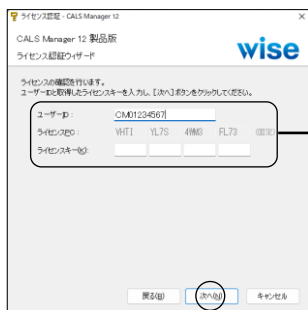 ライセンス認証 - CALS Manager 12
CALS Manager 12 製品版
ライセンス認証ウィザード
wise
ライセンスの確認を行います。
ユーザーIDと取得したライセンスキーを入力し、[次へ]ボタンをクリックしてください。
ユーザーID: CM01234567
ライセンスPC: VHTI YL7S 4WM3 FL73
ライセンスキー(K):
戻る(B) 次へ(N) キャンセル